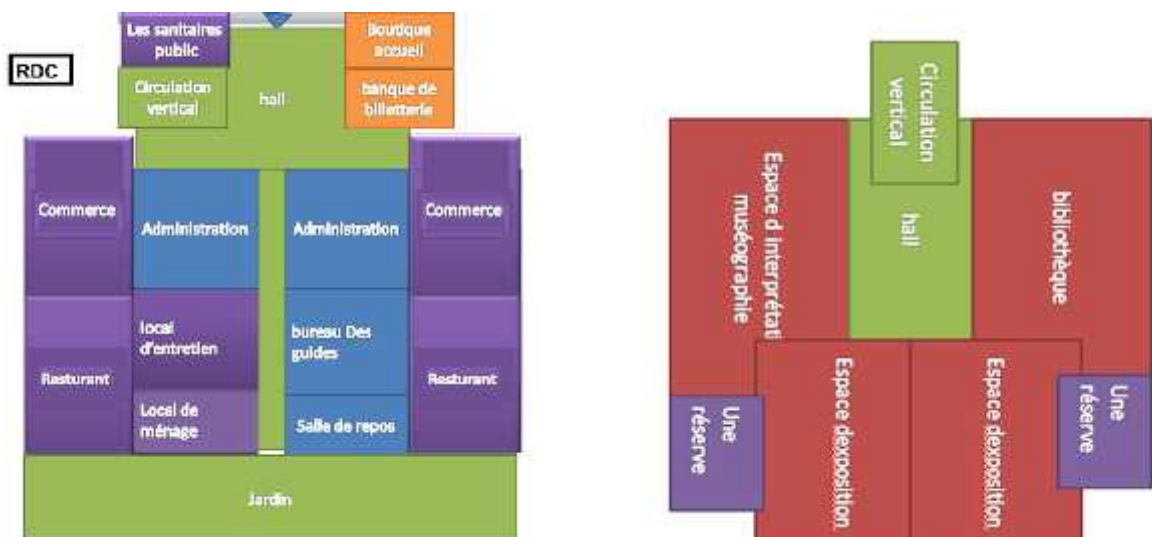 Les sanitaires
public
Boutique
accueil
RDC
Circulation
vertical
hall
banque de
billetterie
Commerce
Administration
Administration
Commerce
Resturant
local
d'entretien
bureau Des
guides
Resturant
Local de
ménage
Salle de repos
Jardin
Circulation
vertical
Espace d interprétati
muséographie
hall
bibliothèque
Espace dexposition
Espace dexposition
Une
réserve
Une
réserve